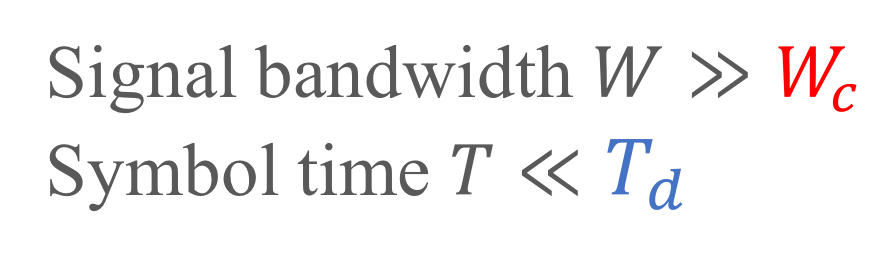 Signal bandwidth W ≫ W_c
Symbol time T ≪ T_d